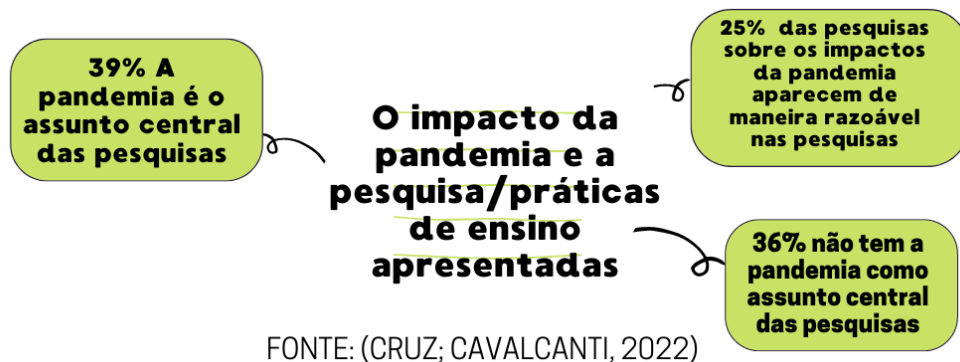 39% A
pandemia é o
assunto central
das pesquisas
O impacto da
pandemia e a
pesquisa/práticas
de ensino
apresentadas
25% das pesquisas
sobre os impactos
da pandemia
aparecem de
maneira razoável
nas pesquisas
36% não tem a
pandemia como
assunto central
das pesquisas
FONTE: (CRUZ; CAVALCANTI, 2022)